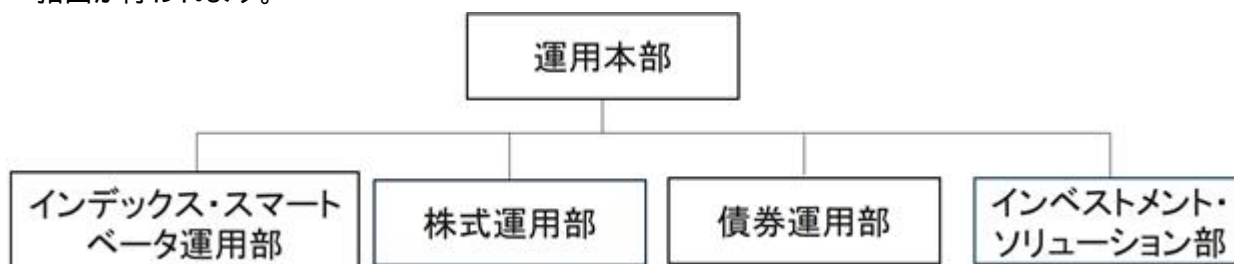 運用本部
インデックス・スマート
ベータ運用部
株式運用部
債券運用部
インベストメント・
ソリューション部